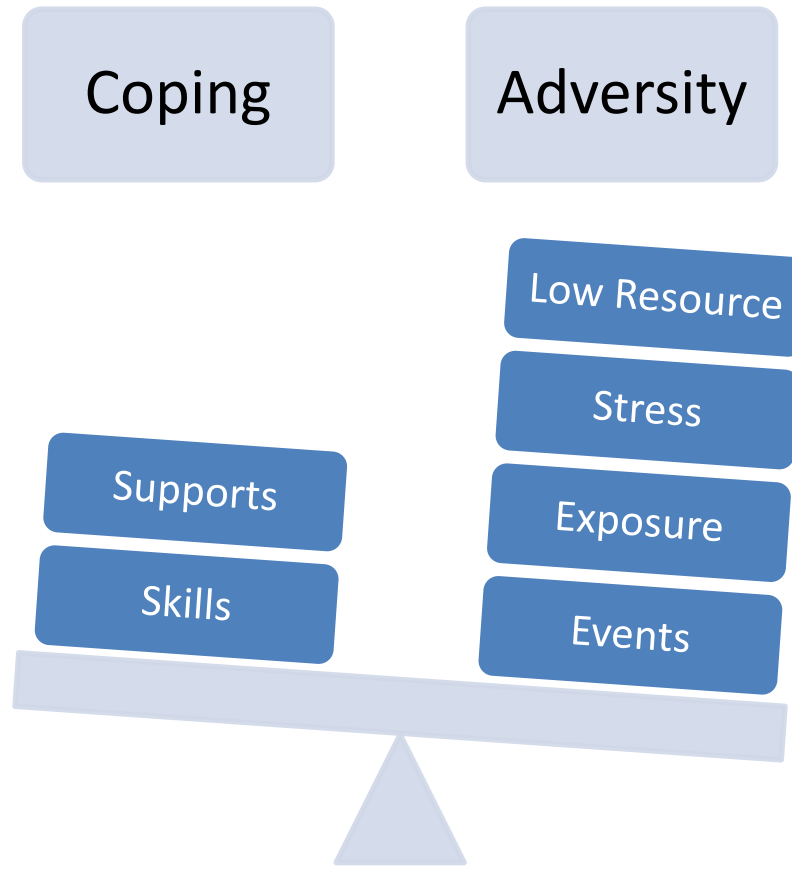 Coping
Adversity
Low Resource
Stress
Supports
Exposure
Skills
Events